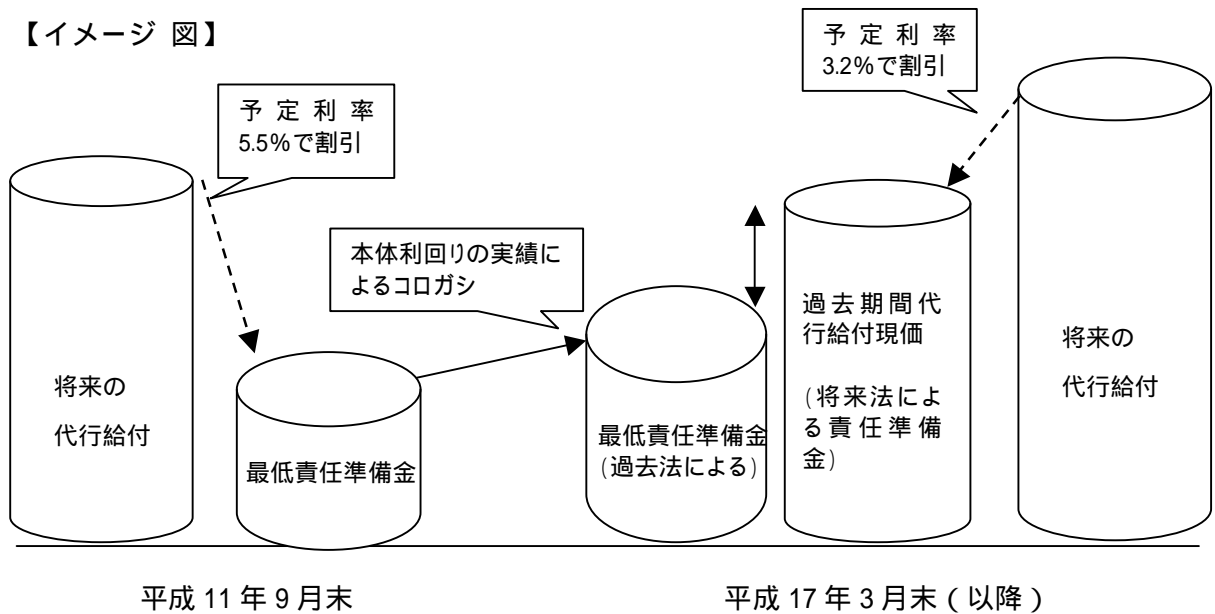 【イメージ 図】
予 定 利 率
3.2%で割引
予 定 利 率
5.5%で割引
本体利回りの実績に
よるコロガシ
将来の
代行給付
最低責任準備金
最低責任準備金
(過去法による)
過去期間代
行給付現価
(将来法によ
る責任準備
金)
将来の
代行給付
平成 11 年 9 月末
平成 17 年 3 月末(以降)